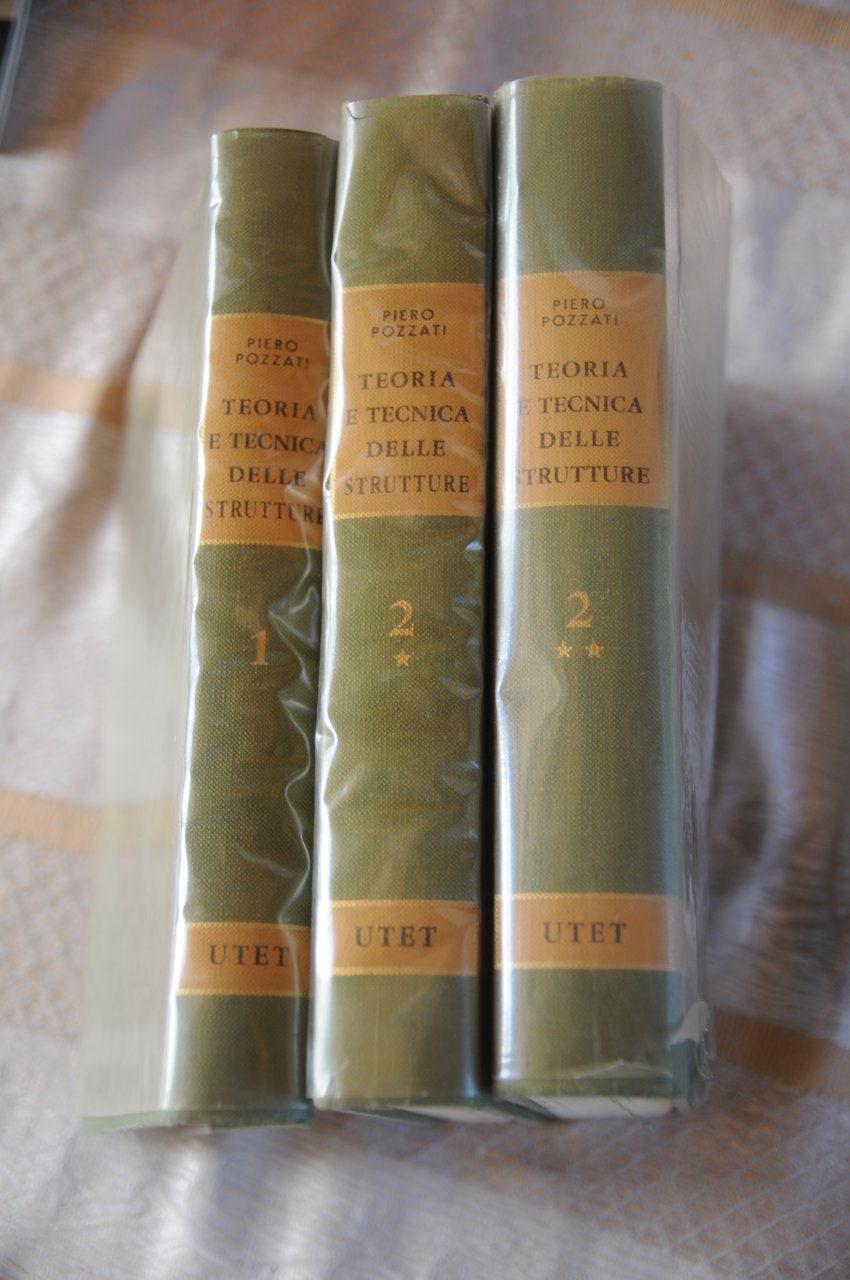 PIERO
POZZATI
TEORIA
E TECNICA
DELLE
STRUTTURE
1
UTET
PIERO
POZZATI
TEORIA
E TECNICA
DELLE
STRUTTURE
2
★
UTET
PIERO
POZZATI
TEORIA
E TECNICA
DELLE
STRUTTURE
2
★ ★
UTET